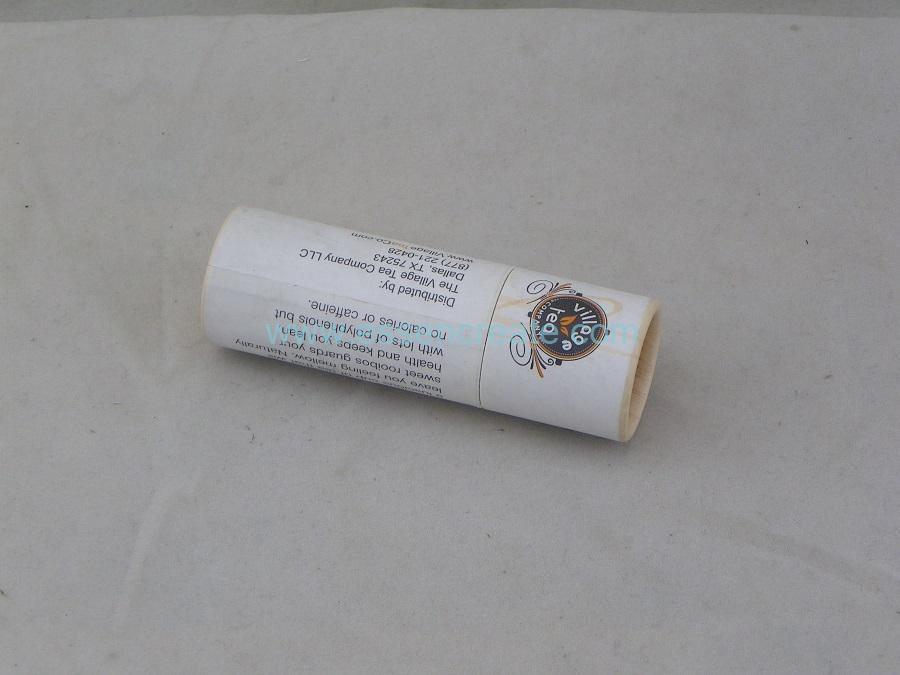 leave you feeling mellow. Naturally
sweet rooibos guards your
health and keeps you lean
with lots of polyphenols but
no calories or caffeine.
Distributed by:
The Village Tea Company LLC
Dallas, TX 75243
(877) 221-0428
www.VillageTeaCo.com
village
tea
COMPANY